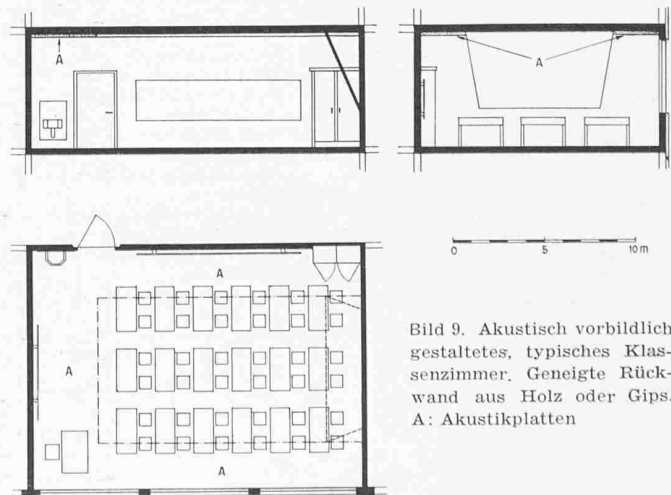 A
A
0 5 10 m
A
A
A
Bild 9. Akustisch vorbildlich
gestaltetes, typisches Klas-
senzimmer. Geneigte Rück-
wand aus Holz oder Gips.
A: Akustikplatten